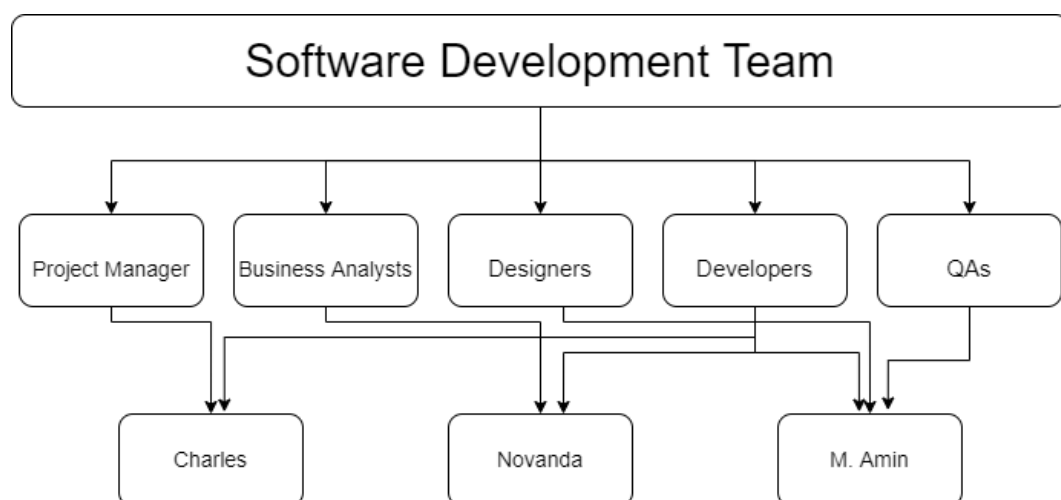 Software Development Team
Project Manager
Business Analysts
Designers
Developers
QAs
Charles
Novanda
M. Amin